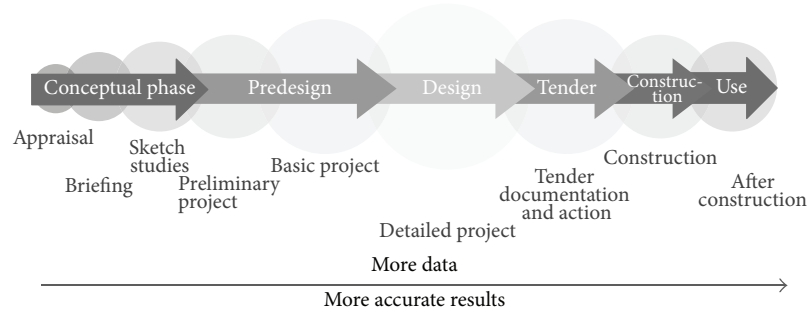 Conceptual phase
Predesign
Design
Tender
Construc-
tion
Use
Appraisal
Briefing
Sketch
studies
Preliminary
project
Basic project
Detailed project
Tender
documentation
and action
Construction
After
construction
More data
More accurate results